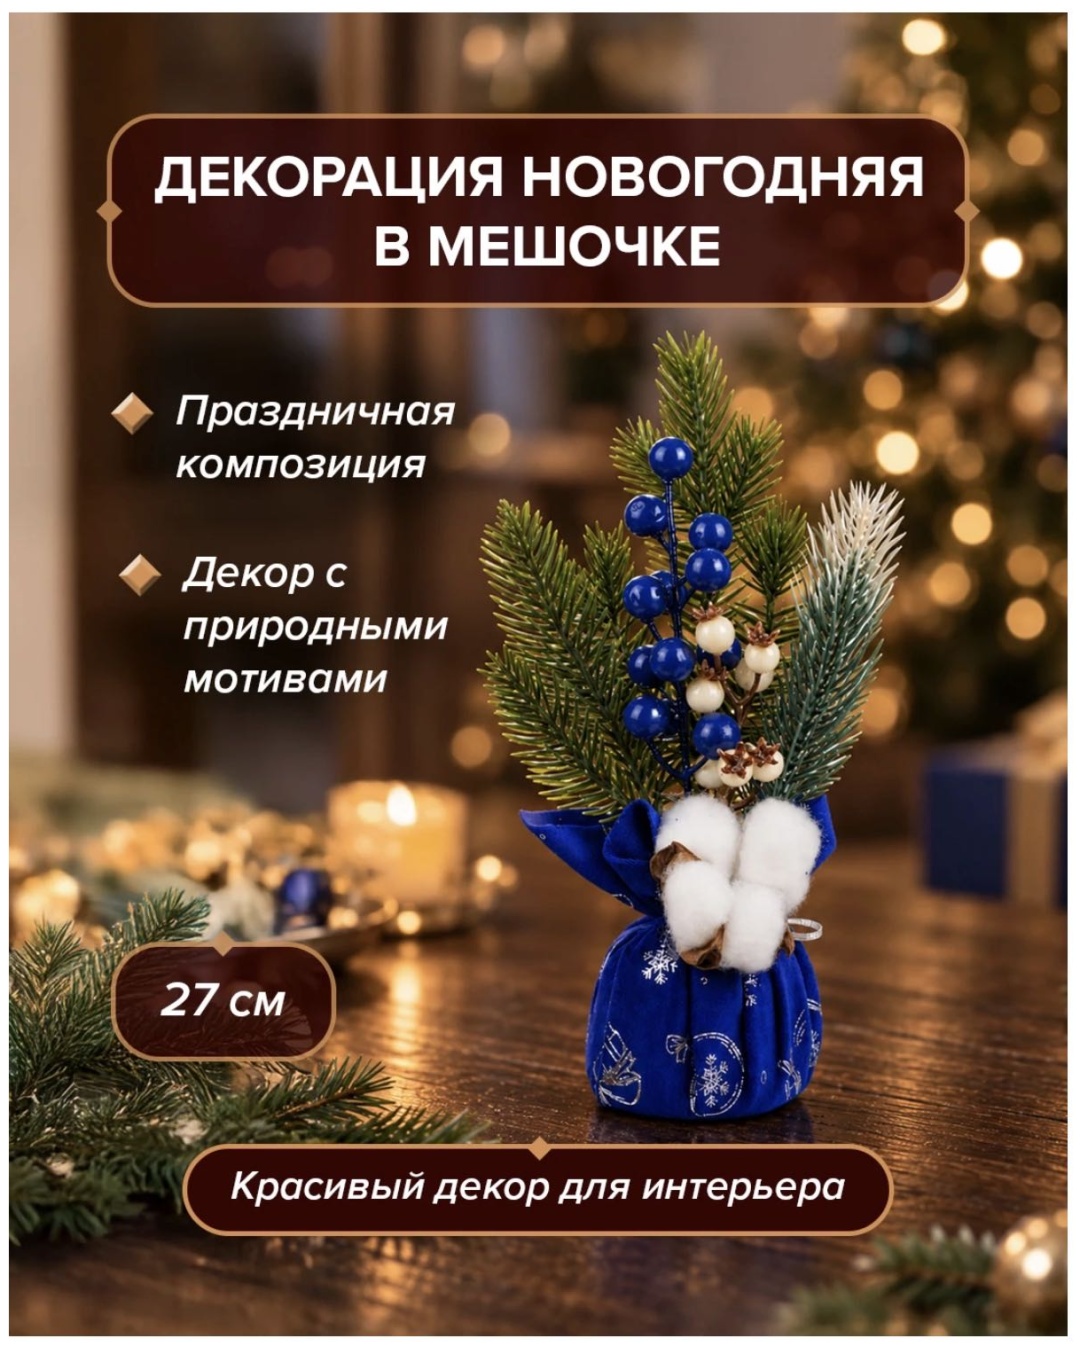 ДЕКОРАЦИЯ НОВОГОДНЯЯ
В МЕШОЧКЕ
Праздничная
композиция
Декор с
природными
мотивами
27 см
Красивый декор для интерьера